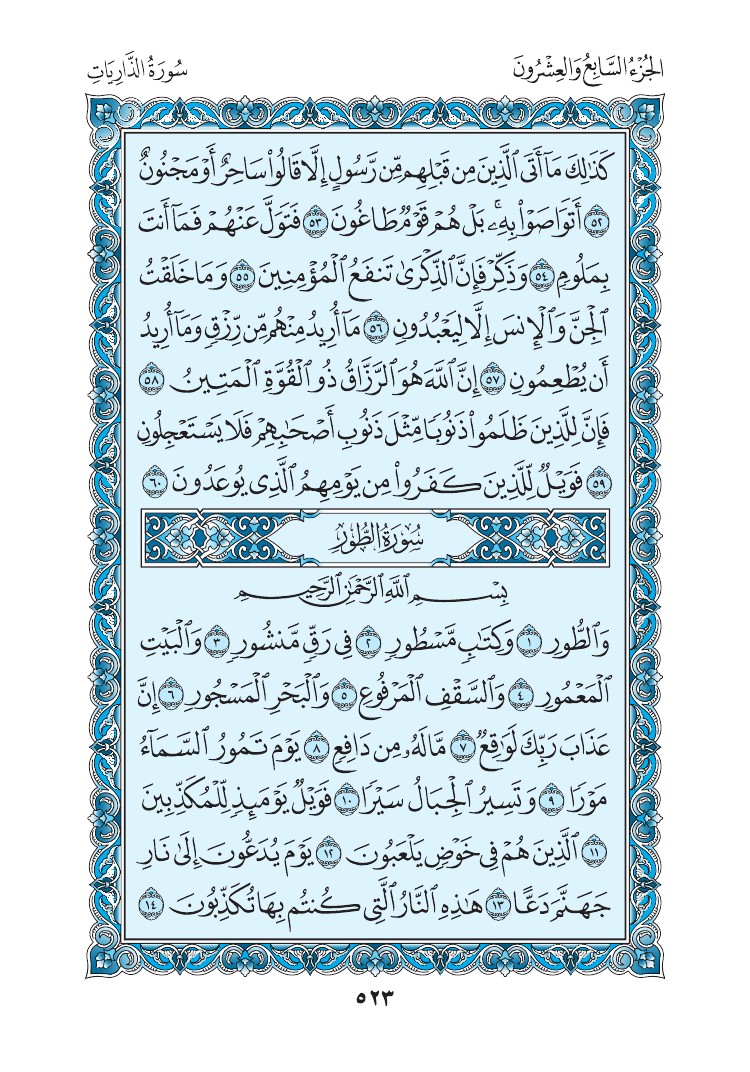 الجُزْءُ السَّابِعُ وَالعِشْرُونَ
سُورَةُ الذَّارِيَاتِ
كَذَٰلِكَ مَآ أَتَى ٱلَّذِينَ مِن قَبْلِهِم مِّن رَّسُولٍ إِلَّا قَالُوا۟ سَاحِرٌ أَوْ مَجْنُونٌ
٥٢ أَتَوَاصَوْا۟ بِهِۦ ۚ بَلْ هُمْ قَوْمٌ طَاغُونَ ٥٣ فَتَوَلَّ عَنْهُمْ فَمَآ أَنتَ
بِمَلُومٍ ٥٤ وَذَكِّرْ فَإِنَّ ٱلذِّكْرَىٰ تَنفَعُ ٱلْمُؤْمِنِينَ ٥٥ وَمَا خَلَقْتُ
ٱلْجِنَّ وَٱلْإِنسَ إِلَّا لِيَعْبُدُونِ ٥٦ مَآ أُرِيدُ مِنْهُم مِّن رِّزْقٍ وَمَآ أُرِيدُ
أَن يُطْعِمُونِ ٥٧ إِنَّ ٱللَّهَ هُوَ ٱلرَّزَّاقُ ذُو ٱلْقُوَّةِ ٱلْمَتِينُ ٥٨
فَإِنَّ لِلَّذِينَ ظَلَمُوا۟ ذَنُوبًا مِّثْلَ ذَنُوبِ أَصْحَٰبِهِمْ فَلَا يَسْتَعْجِلُونِ
٥٩ فَوَيْلٌ لِّلَّذِينَ كَفَرُوا۟ مِن يَوْمِهِمُ ٱلَّذِى يُوعَدُونَ ٦٠
سُورَةُ الطُّورِ
بِسْمِ ٱللَّهِ ٱلرَّحْمَٰنِ ٱلرَّحِيمِ
وَٱلطُّورِ ١ وَكِتَٰبٍ مَّسْطُورٍ ٢ فِى رَقٍّ مَّنشُورٍ ٣ وَٱلْبَيْتِ
ٱلْمَعْمُورِ ٤ وَٱلسَّقْفِ ٱلْمَرْفُوعِ ٥ وَٱلْبَحْرِ ٱلْمَسْجُورِ ٦ إِنَّ
عَذَابَ رَبِّكَ لَوَٰقِعٌ ٧ مَّا لَهُۥ مِن دَافِعٍ ٨ يَوْمَ تَمُورُ ٱلسَّمَآءُ
مَوْرًا ٩ وَتَسِيرُ ٱلْجِبَالُ سَيْرًا ١٠ فَوَيْلٌ يَوْمَئِذٍ لِّلْمُكَذِّبِينَ
١١ ٱلَّذِينَ هُمْ فِى خَوْضٍ يَلْعَبُونَ ١٢ يَوْمَ يُدَعُّونَ إِلَىٰ نَارِ
جَهَنَّمَ دَعًّا ١٣ هَٰذِهِ ٱلنَّارُ ٱلَّتِى كُنتُم بِهَا تُكَذِّبُونَ ١٤
٥٢٣